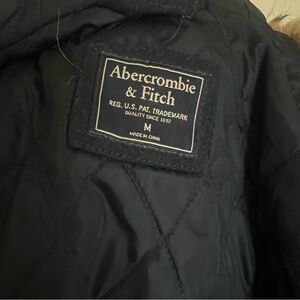 Abercrombie
& Fitch
REG. U.S. PAT. TRADEMARK
QUALITY SINCE 1892
M
MADE IN CHINA